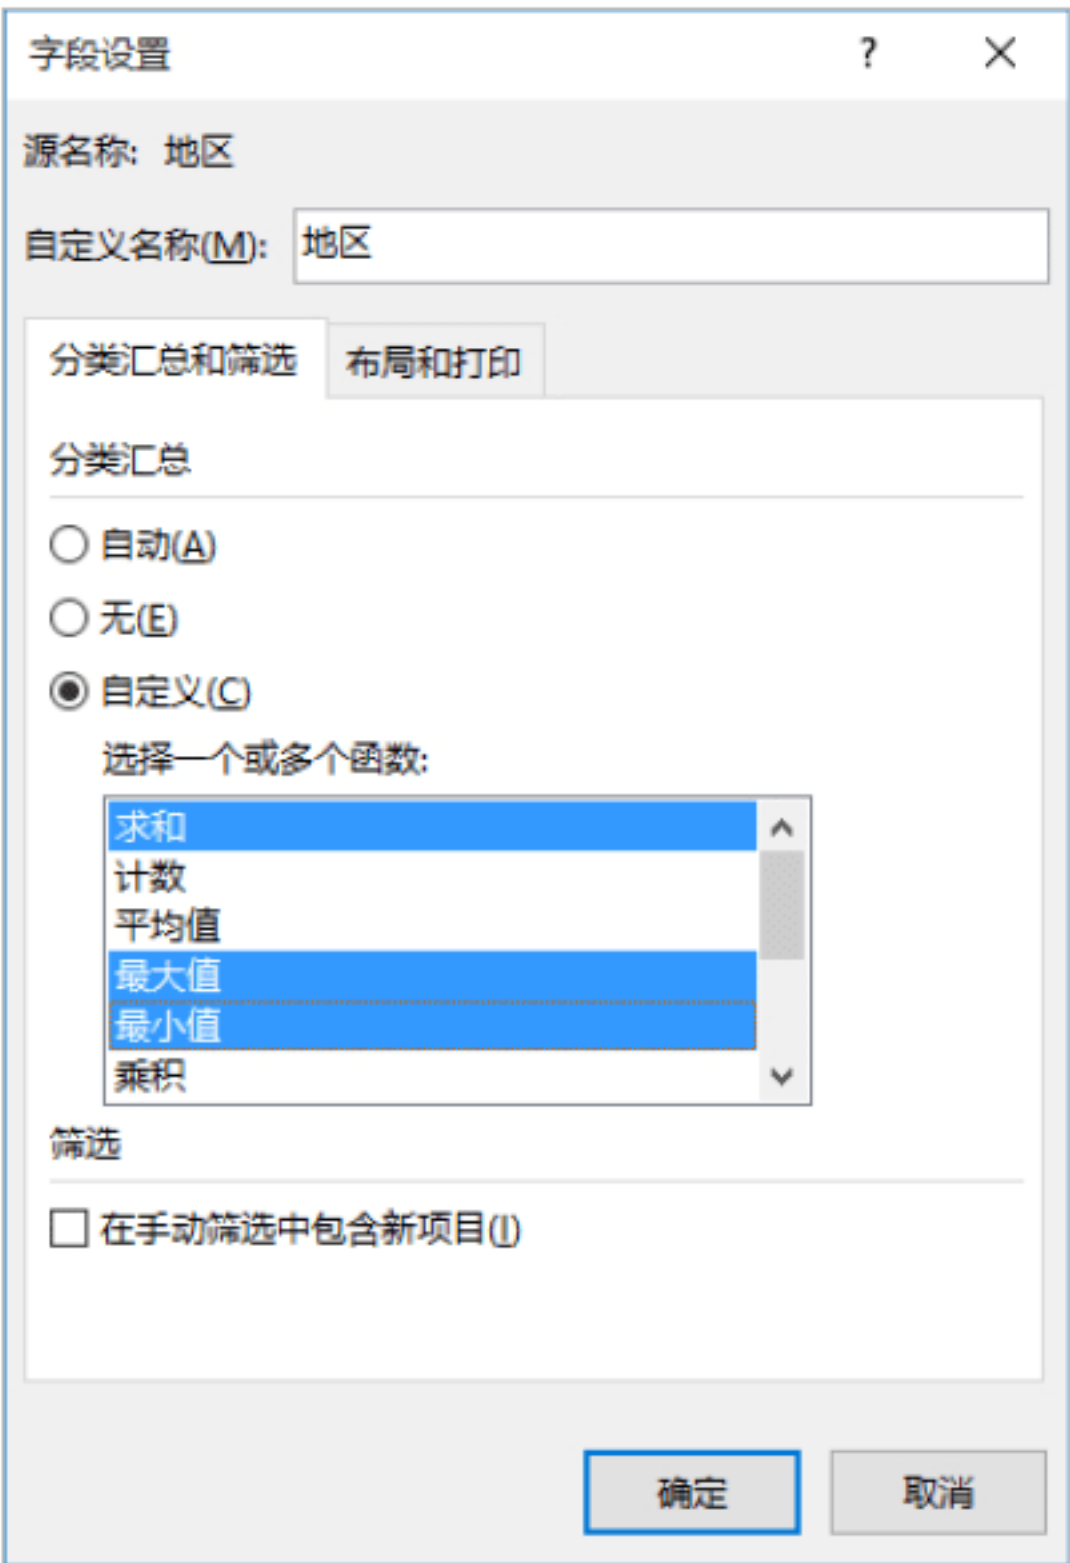 字段设置 ?
源名称: 地区
自定义名称(M): 地区
分类汇总和筛选 布局和打印
分类汇总
自动(A)
无(E)
自定义(C)
选择一个或多个函数:
求和
计数
平均值
最大值
最小值
乘积
筛选
在手动筛选中包含新项目(I)
确定 取消